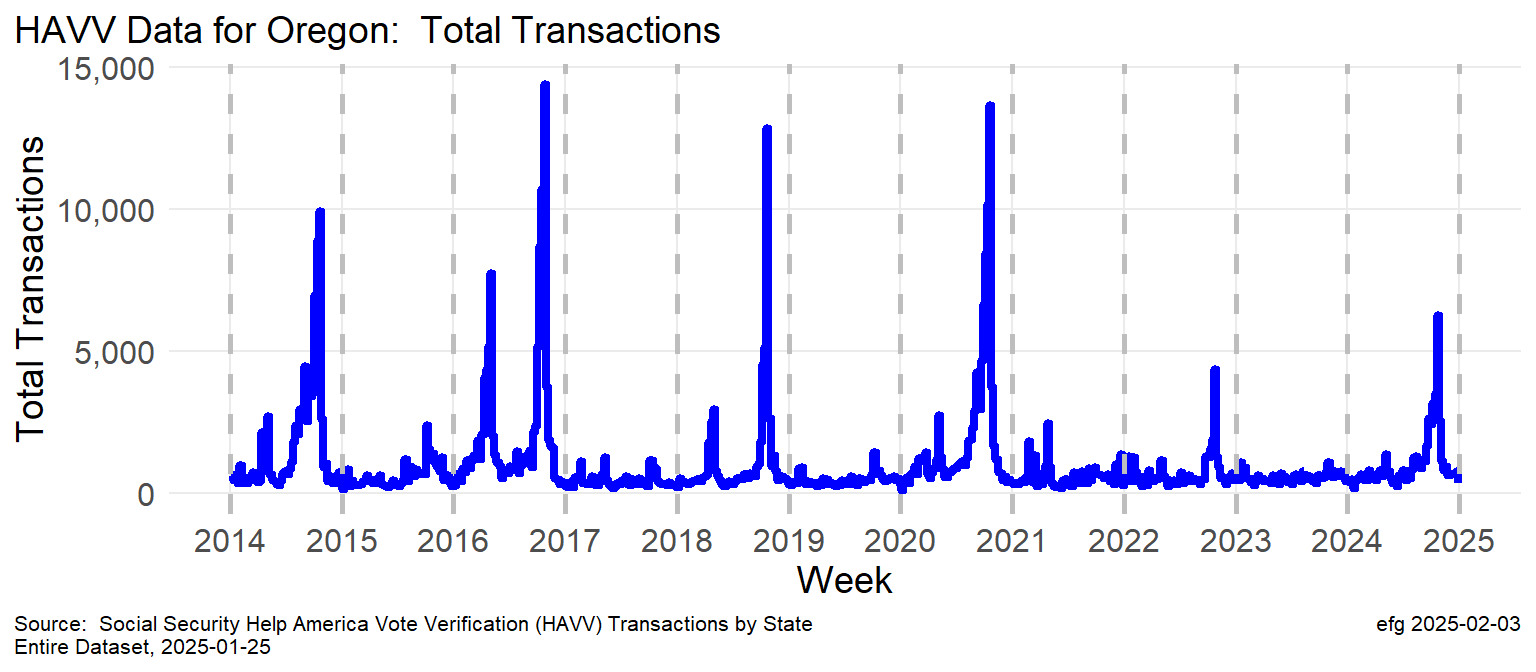 HAVV Data for Oregon:  Total Transactions
Total Transactions
15,000
10,000
5,000
0
2014 2015 2016 2017 2018 2019 2020 2021 2022 2023 2024 2025
Week
Source:  Social Security Help America Vote Verification (HAVV) Transactions by State
Entire Dataset, 2025-01-25
efg 2025-02-03